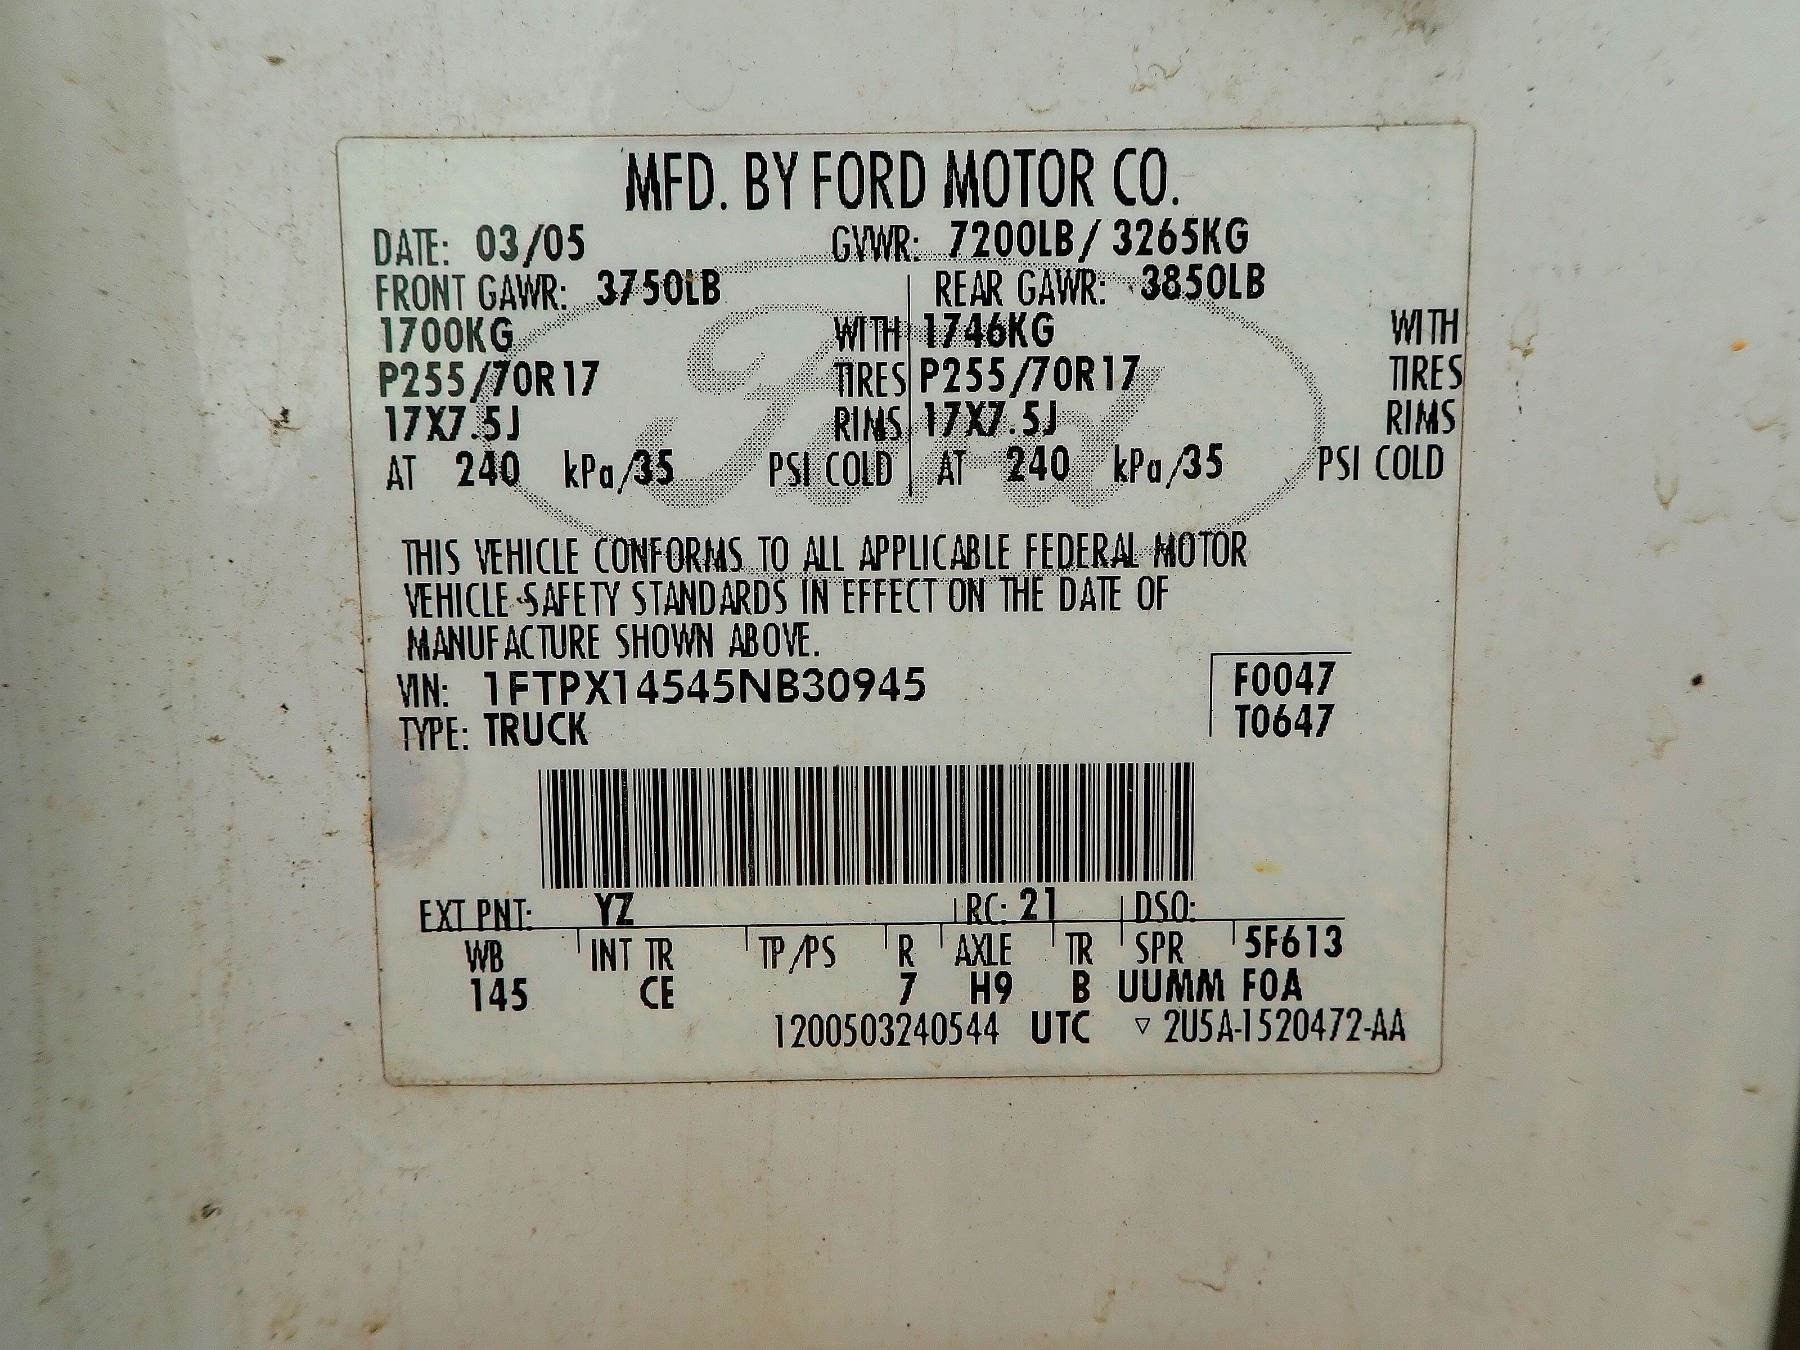 MFD. BY FORD MOTOR CO.
DATE: 03/05 GVWR: 7200LB/ 3265KG
FRONT GAWR: 3750LB REAR GAWR: 3850LB
1700KG WITH 1746KG WITH
P255/70R17 TIRES P255/70R17 TIRES
17X7.5J RIMS 17X7.5J RIMS
AT 240 kPa/35 PSI COLD AT 240 kPa/35 PSI COLD
Ford
THIS VEHICLE CONFORMS TO ALL APPLICABLE FEDERAL MOTOR
VEHICLE SAFETY STANDARDS IN EFFECT ON THE DATE OF
MANUFACTURE SHOWN ABOVE.
VIN: 1FTPX14545NB30945 F0047
TYPE: TRUCK T0647
EXT PNT: YZ RC: 21 DSO:
WB INT TR TP/PS R AXLE TR SPR 5F613
145 CE 7 H9 B UUMM F0A
1200503240544 UTC ▽ 2U5A-1520472-AA